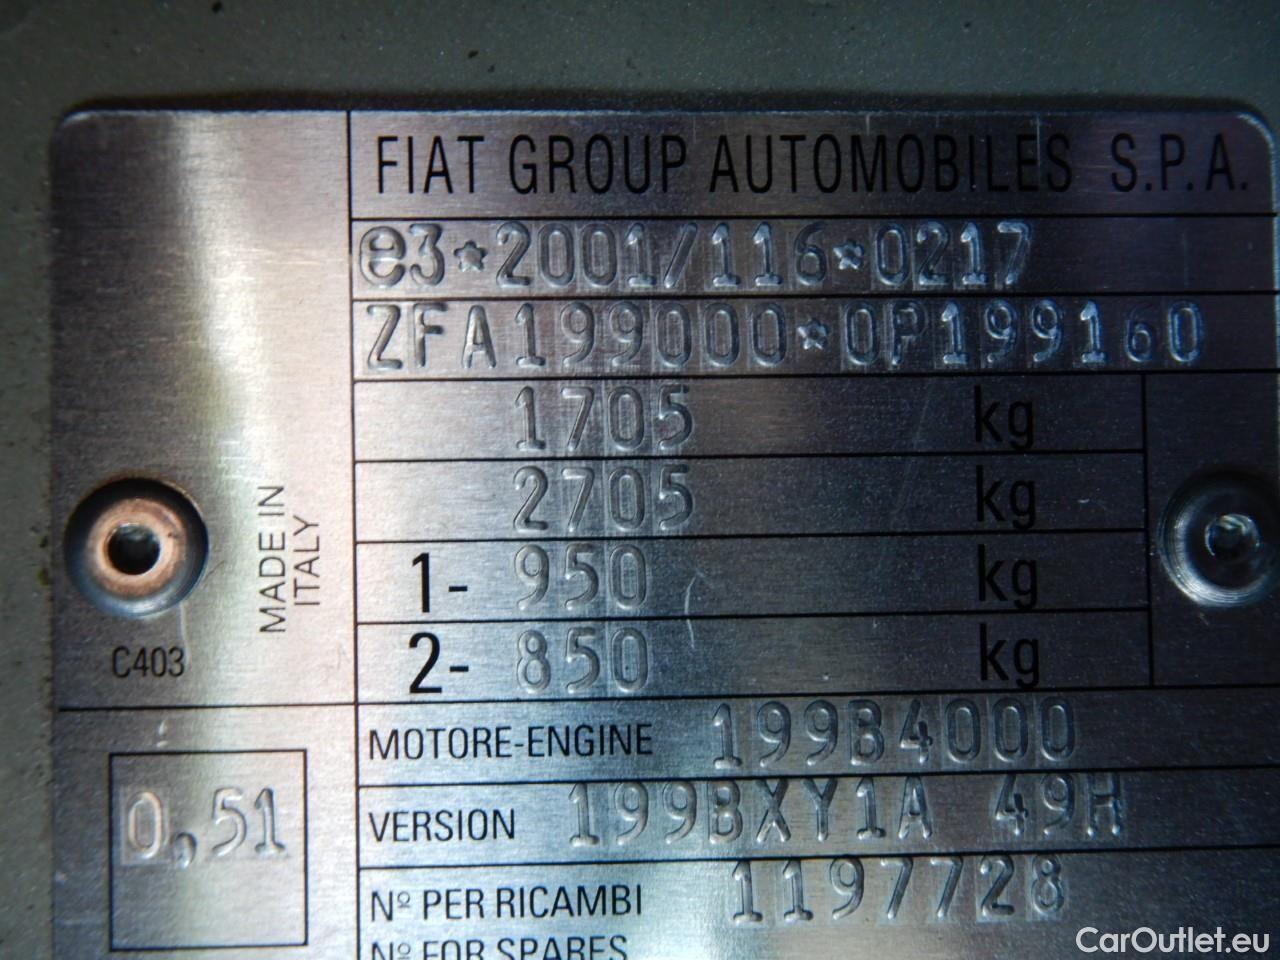 FIAT GROUP AUTOMOBILES S.P.A.
e3*2001/116*0217
ZFA199000*0P199160
1705 kg
2705 kg
1- 950 kg
2- 850 kg
MADE IN
ITALY
C403
0,51
MOTORE-ENGINE 199B4000
VERSION 199BXY1A 49H
Nº PER RICAMBI 1197728
Nº FOR SPARES
CarOutlet.eu